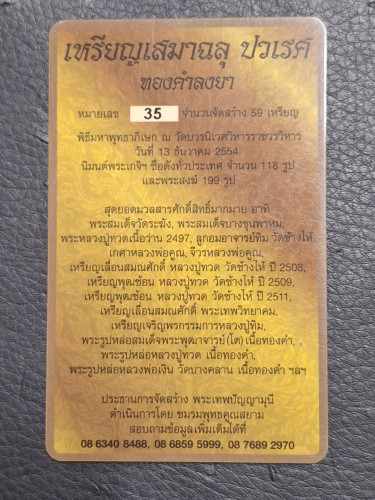 เหรียญเสมาฉลุ ปวเรศ
ทองคำลงยา
หมายเลข 35 จำนวนจัดสร้าง 59 เหรียญ
พิธีมหาพุทธาภิเษก ณ วัดบวรนิเวศวิหารราชวรวิหาร
วันที่ 13 ธันวาคม 2554
นิมนต์พระเกจิฯ ชื่อดังทั่วประเทศ จำนวน 118 รูป
และพระสงฆ์ 199 รูป
สุดยอดมวลสารศักดิ์สิทธิ์มากมาย อาทิ
พระสมเด็จวัดระฆัง, พระสมเด็จบางขุนพรหม,
พระหลวงปู่ทวดเนื้อว่าน 2497, ลูกอมอาจารย์ทิม วัดช้างให้,
เกศาหลวงพ่อคูณ, จีวรหลวงพ่อคูณ,
เหรียญเลื่อนสมณศักดิ์ หลวงปู่ทวด วัดช้างให้ ปี 2508,
เหรียญพุฒซ้อน หลวงปู่ทวด วัดช้างให้ ปี 2509,
เหรียญพุฒซ้อน หลวงปู่ทวด วัดช้างให้ ปี 2511,
เหรียญเลื่อนสมณศักดิ์ พระเทพวิทยาคม,
เหรียญเจริญพรกรรมการหลวงปู่ทิม,
พระรูปหล่อสมเด็จพระพุฒาจารย์(โต) เนื้อทองคำ, ,
พระรูปหล่อหลวงปู่ทวด เนื้อทองคำ,
พระรูปหล่อหลวงพ่อเงิน วัดบางคลาน เนื้อทองคำ ฯลฯ
ประธานการจัดสร้าง พระเทพปัญญามุนี
ดำเนินการโดย ชมรมพุทธคุณสยาม
สอบถามข้อมูลเพิ่มเติมได้ที่
08 6340 8488, 08 6859 5999, 08 7689 2970